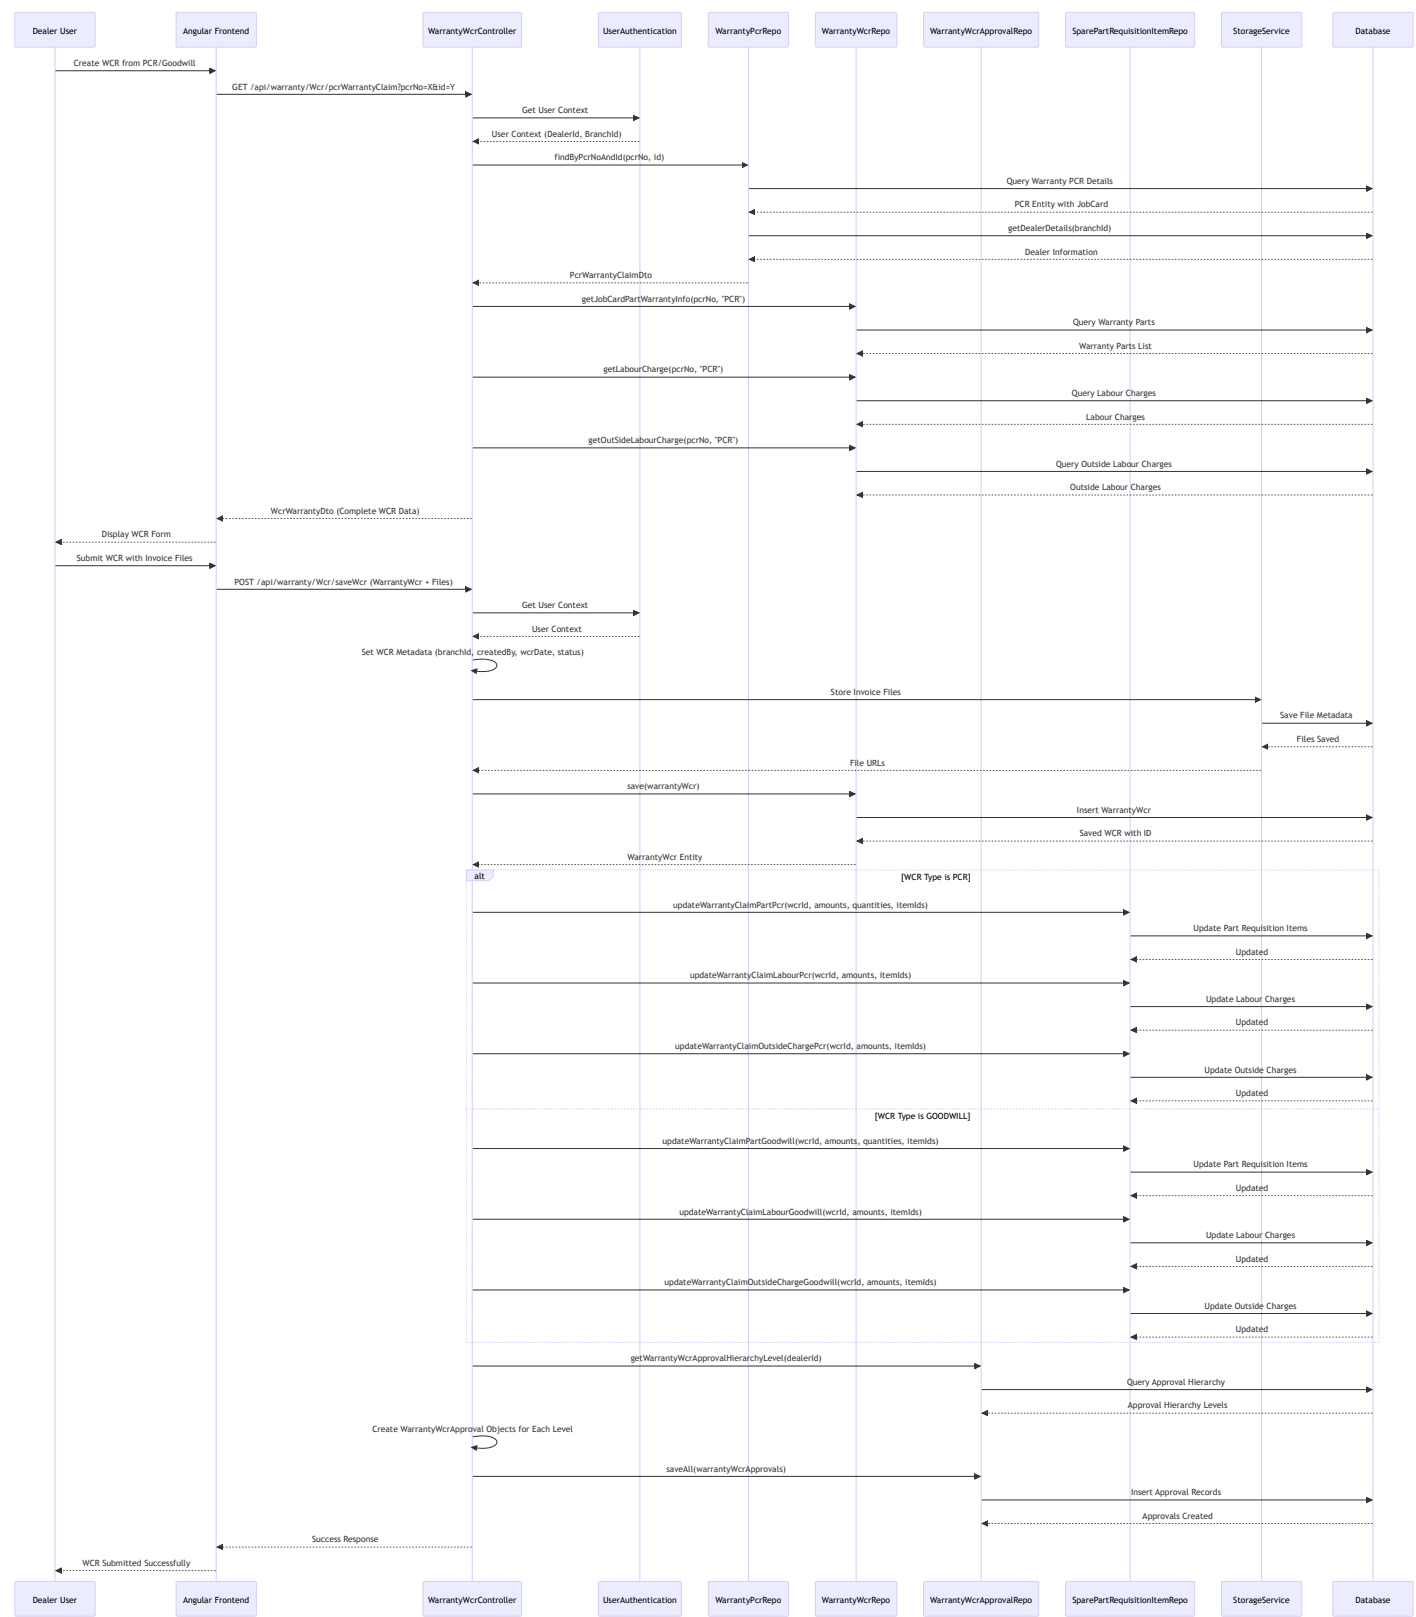 Dealer User
Angular Frontend
WarrantyWcrController
UserAuthentication
WarrantyPcrRepo
WarrantyWcrRepo
WarrantyWcrApprovalRepo
SparePartRequisitionItemRepo
StorageService
Database
Create WCR from PCR/Goodwill
GET /api/warranty/Wcr/pcrWarrantyClaim?pcrNo=X&id=Y
Get User Context
User Context (DealerId, BranchId)
findByPcrNoAndId(pcrNo, id)
Query Warranty PCR Details
PCR Entity with JobCard
getDealerDetails(branchId)
Dealer Information
PcrWarrantyClaimDto
getJobCardPartWarrantyInfo(pcrNo, "PCR")
Query Warranty Parts
Warranty Parts List
getLabourCharge(pcrNo, "PCR")
Query Labour Charges
Labour Charges
getOutSideLabourCharge(pcrNo, "PCR")
Query Outside Labour Charges
Outside Labour Charges
WcrWarrantyDto (Complete WCR Data)
Display WCR Form
Submit WCR with Invoice Files
POST /api/warranty/Wcr/saveWcr (WarrantyWcr + Files)
Get User Context
User Context
Set WCR Metadata (branchId, createdBy, wcrDate, status)
Store Invoice Files
Save File Metadata
Files Saved
File URLs
save(warrantyWcr)
Insert WarrantyWcr
Saved WCR with ID
WarrantyWcr Entity
alt
[WCR Type is PCR]
updateWarrantyClaimPartPcr(wcrId, amounts, quantities, itemIds)
Update Part Requisition Items
Updated
updateWarrantyClaimLabourPcr(wcrId, amounts, itemIds)
Update Labour Charges
Updated
updateWarrantyClaimOutsideChargePcr(wcrId, amounts, itemIds)
Update Outside Charges
Updated
[WCR Type is GOODWILL]
updateWarrantyClaimPartGoodwill(wcrId, amounts, quantities, itemIds)
Update Part Requisition Items
Updated
updateWarrantyClaimLabourGoodwill(wcrId, amounts, itemIds)
Update Labour Charges
Updated
updateWarrantyClaimOutsideChargeGoodwill(wcrId, amounts, itemIds)
Update Outside Charges
Updated
getWarrantyWcrApprovalHierarchyLevel(dealerId)
Query Approval Hierarchy
Approval Hierarchy Levels
Create WarrantyWcrApproval Objects for Each Level
saveAll(warrantyWcrApprovals)
Insert Approval Records
Approvals Created
Success Response
WCR Submitted Successfully
Dealer User
Angular Frontend
WarrantyWcrController
UserAuthentication
WarrantyPcrRepo
WarrantyWcrRepo
WarrantyWcrApprovalRepo
SparePartRequisitionItemRepo
StorageService
Database